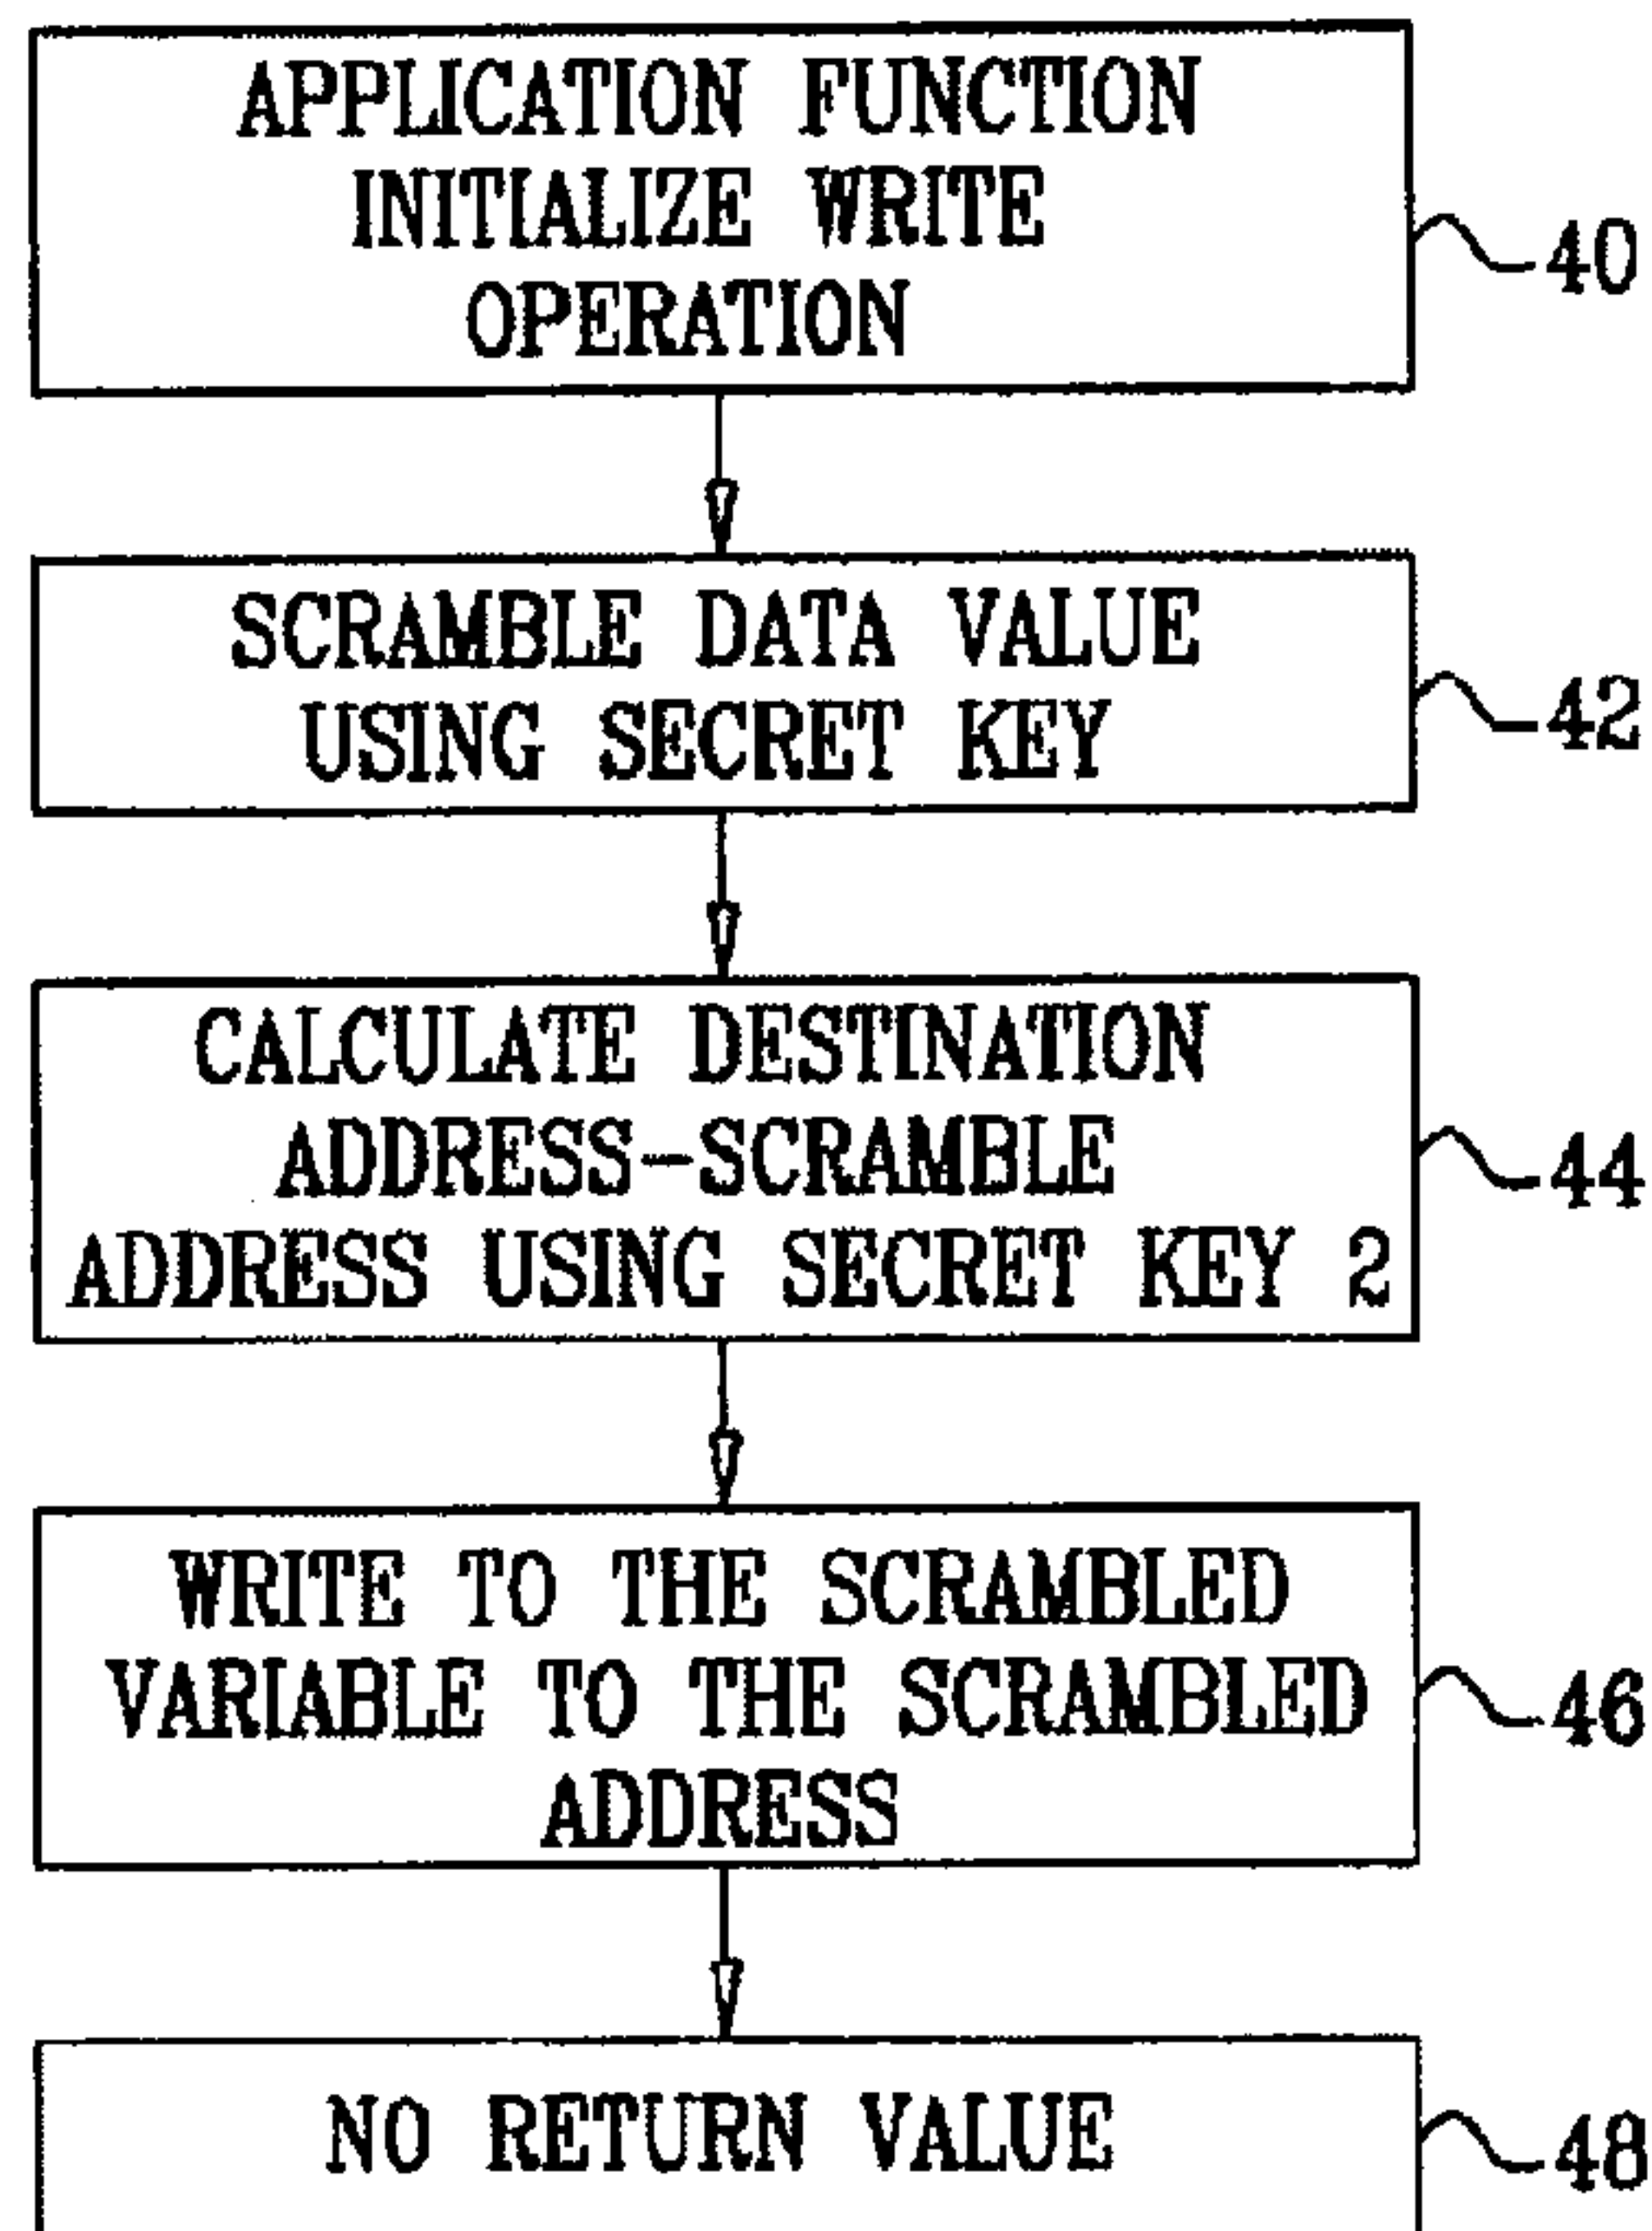 APPLICATION FUNCTION
INITIALIZE WRITE
OPERATION
40
SCRAMBLE DATA VALUE
USING SECRET KEY
42
CALCULATE DESTINATION
ADDRESS-SCRAMBLE
ADDRESS USING SECRET KEY 2
44
WRITE TO THE SCRAMBLED
VARIABLE TO THE SCRAMBLED
ADDRESS
46
NO RETURN VALUE
48